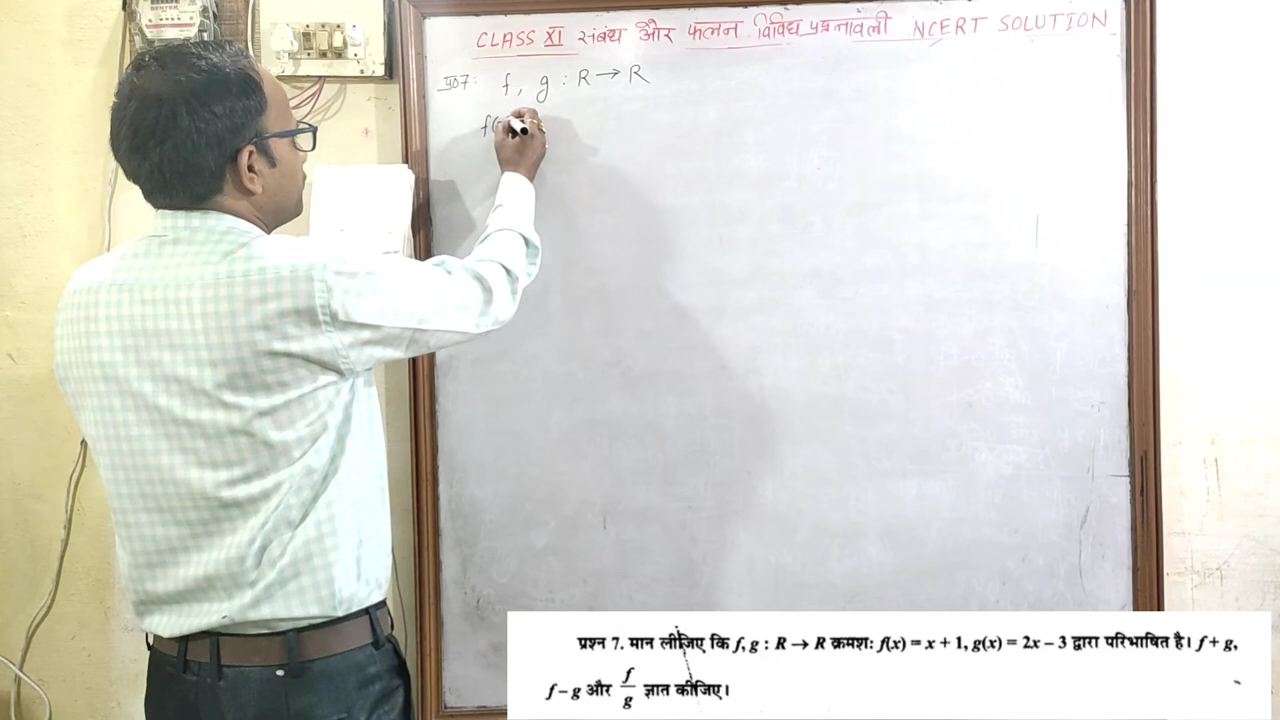 CLASS XI संबंध और फलन विविध प्रश्नावली NCERT SOLUTION
प्र07: f, g : R → R
f(
प्रश्न 7. मान लीजिए कि f, g : R → R क्रमशः f(x) = x + 1, g(x) = 2x – 3 द्वारा परिभाषित है। f + g,
f – g और f/g ज्ञात कीजिए।